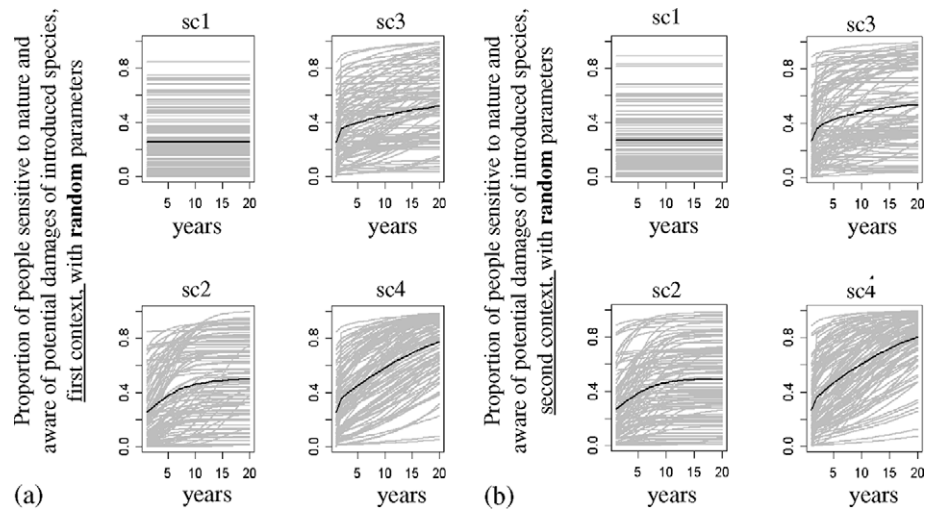 Proportion of people sensitive to nature and
aware of potential damages of introduced species,
first context, with random parameters
sc1
0.0 0.4 0.8
5 10 15 20
years
sc3
0.0 0.4 0.8
5 10 15 20
years
sc2
0.0 0.4 0.8
5 10 15 20
years
sc4
0.0 0.4 0.8
5 10 15 20
years
(a)
Proportion of people sensitive to nature and
aware of potential damages of introduced species,
second context, with random parameters
sc1
0.0 0.4 0.8
5 10 15 20
years
sc3
0.0 0.4 0.8
5 10 15 20
years
sc2
0.0 0.4 0.8
5 10 15 20
years
sc4
0.0 0.4 0.8
5 10 15 20
years
(b)